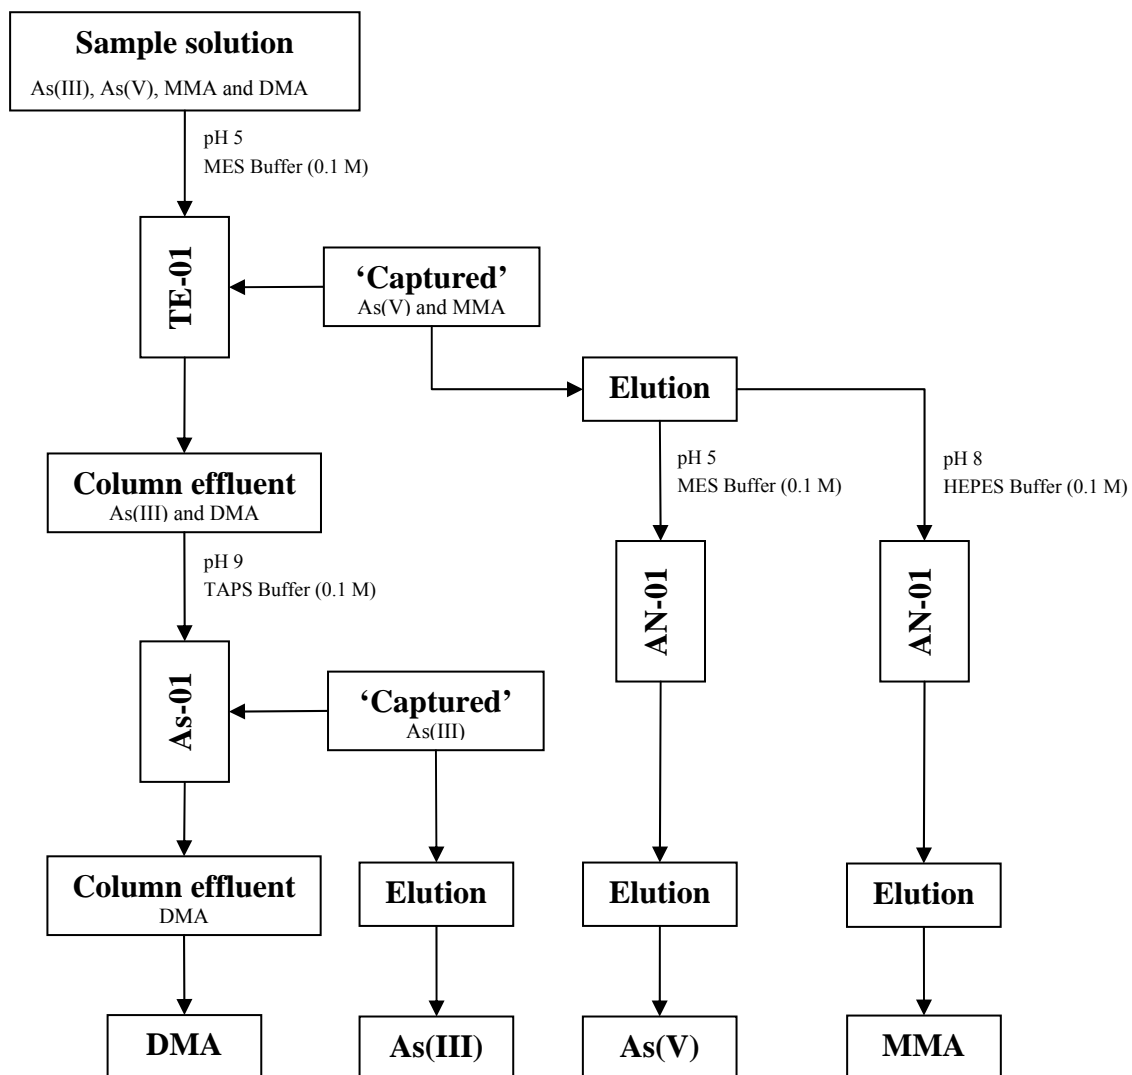 Sample solution
As(III), As(V), MMA and DMA
pH 5
MES Buffer (0.1 M)
TE-01
‘Captured’
As(V) and MMA
Elution
Column effluent
As(III) and DMA
pH 5
MES Buffer (0.1 M)
pH 8
HEPES Buffer (0.1 M)
pH 9
TAPS Buffer (0.1 M)
AN-01
AN-01
As-01
‘Captured’
As(III)
Column effluent
DMA
Elution
Elution
Elution
DMA
As(III)
As(V)
MMA